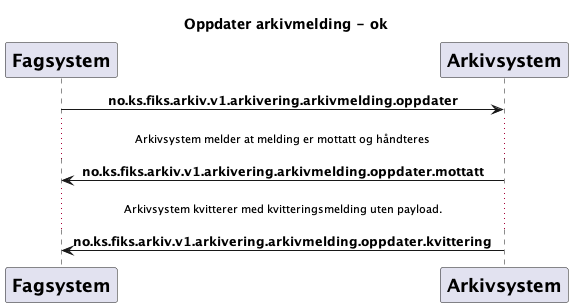 Oppdater arkivmelding - ok
Fagsystem Arkivsystem
no.ks.fiks.arkiv.v1.arkivering.arkivmelding.oppdater
Arkivsystem melder at melding er mottatt og håndteres
no.ks.fiks.arkiv.v1.arkivering.arkivmelding.oppdater.mottatt
Arkivsystem kvitterer med kvitteringsmelding uten payload.
no.ks.fiks.arkiv.v1.arkivering.arkivmelding.oppdater.kvittering
Fagsystem Arkivsystem